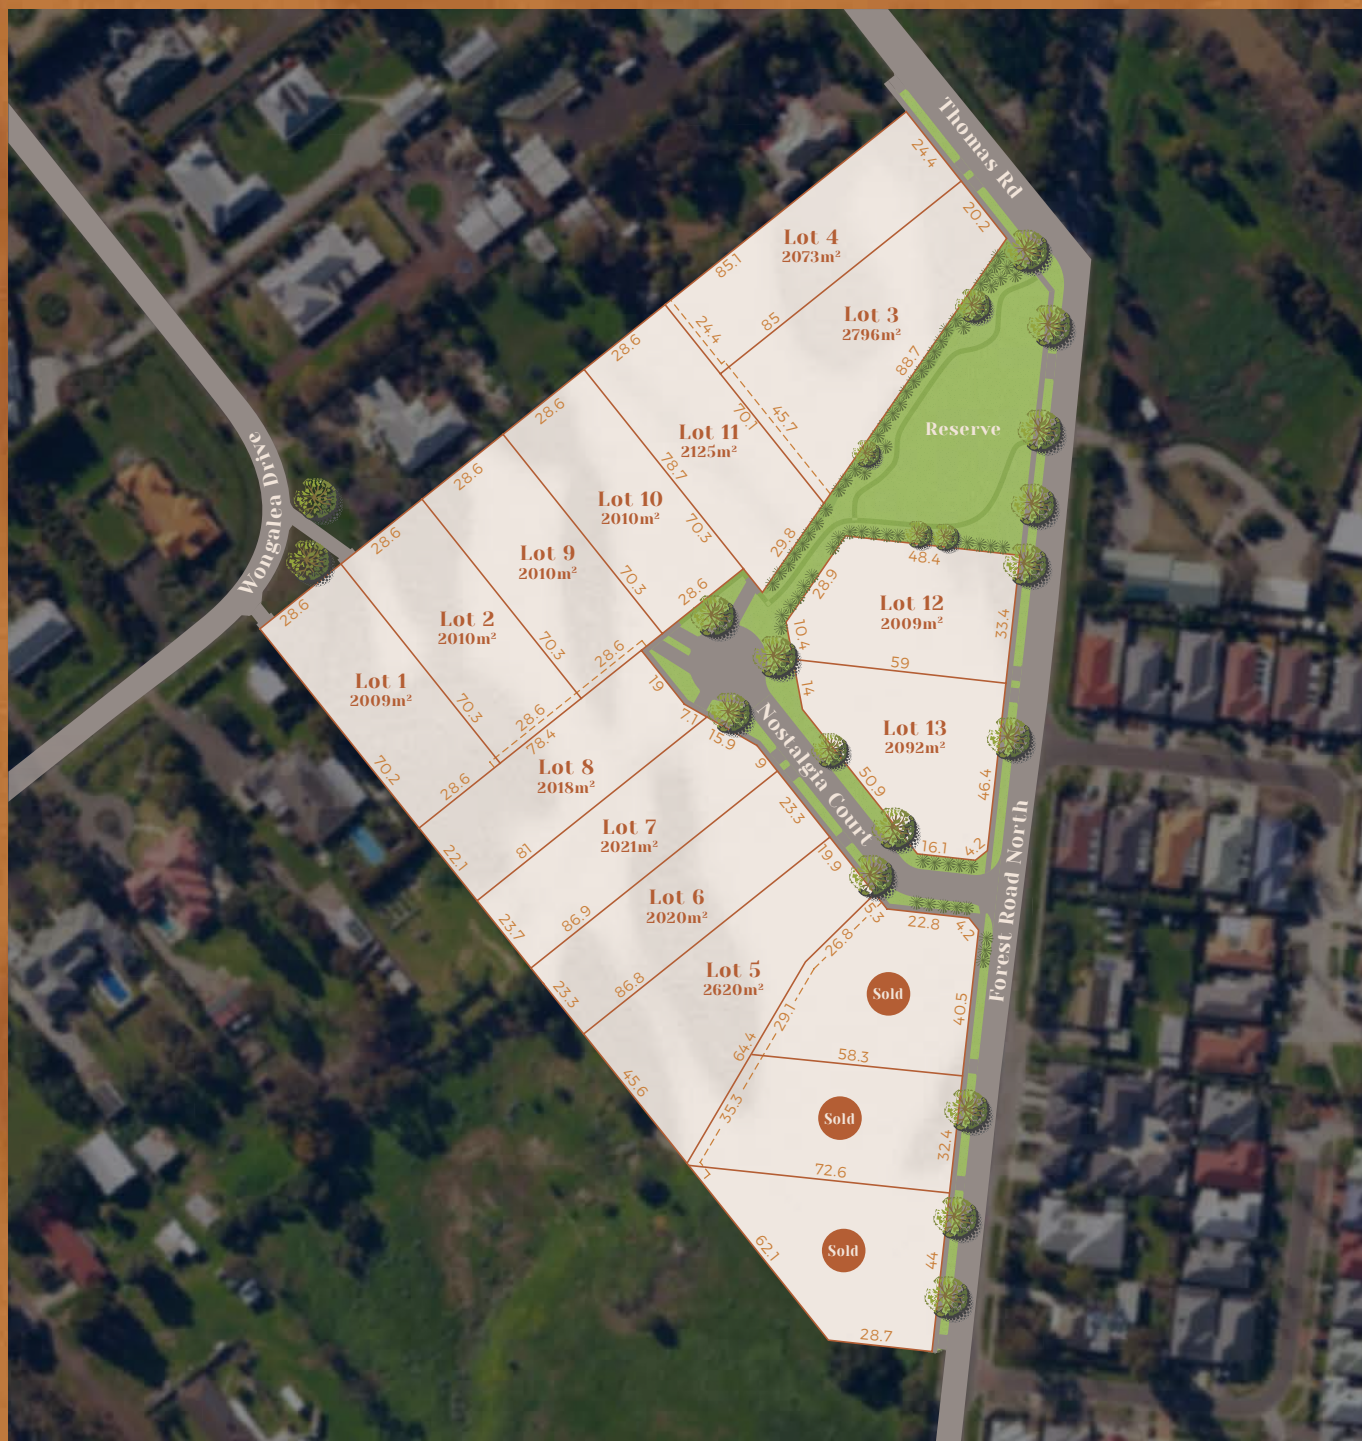 Thomas Rd
24.4
20.2
Lot 4
2073m²
85.1
85
24.4
Lot 3
2796m²
88.7
45.7
28.6
70.1
Lot 11
2125m²
78.7
29.8
Reserve
28.6
Lot 10
2010m²
70.3
28.6
Lot 9
2010m²
70.3
28.6
28.6
Lot 2
2010m²
70.3
28.6
Wongalea Drive
28.6
Lot 1
2009m²
70.3
70.2
28.6
78.4
28.6
48.4
28.9
Lot 12
2009m²
33.4
10.4
59
14
Lot 13
2092m²
50.9
46.4
16.1
4.2
Nostalgia Court
19
7.1
15.9
9
23.3
19.9
5.3
Lot 8
2018m²
22.1
81
Lot 7
2021m²
23.7
86.9
Lot 6
2020m²
23.3
86.8
Lot 5
2620m²
45.6
64.4
26.8
29.1
35.3
22.8
4.2
Forest Road North
Sold
40.5
58.3
Sold
32.4
72.6
Sold
44
62.1
28.7